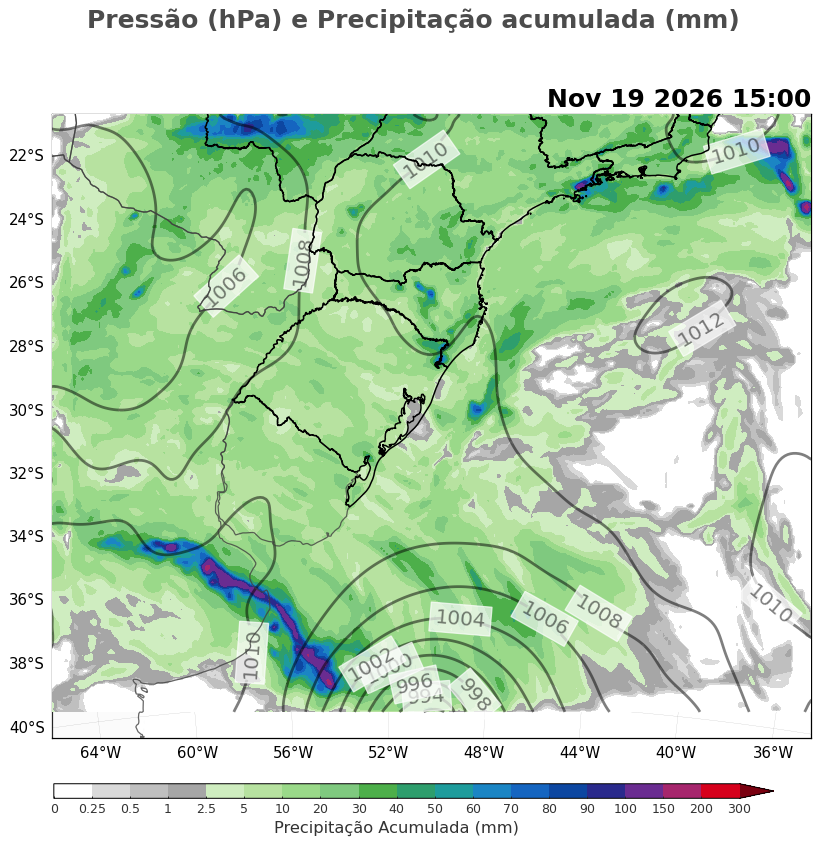 Pressão (hPa) e Precipitação acumulada (mm)
Nov 19 2026 15:00
22°S
24°S
26°S
28°S
30°S
32°S
34°S
36°S
38°S
40°S
1010
1010
1008
1006
1012
1010
1004
1006
1008
1010
1002
1000
996
994
998
64°W 60°W 56°W 52°W 48°W 44°W 40°W 36°W
0 0.25 0.5 1 2.5 5 10 20 30 40 50 60 70 80 90 100 150 200 300
Precipitação Acumulada (mm)